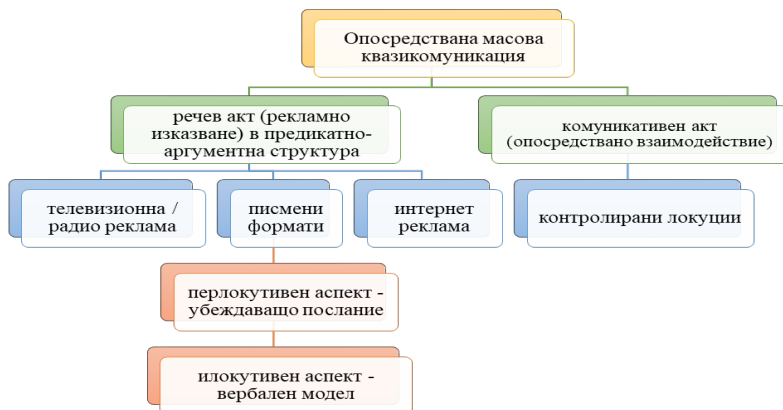 Опосредствана масова
квазикомуникация
речев акт (рекламно
изказване) в предикатно-
аргументна структура
комуникативен акт
(опосредствано взаимодействие)
телевизионна /
радио реклама
писмени
формати
интернет
реклама
контролирани локуции
перлокутивен аспект -
убеждаващо послание
илокутивен аспект -
вербален модел